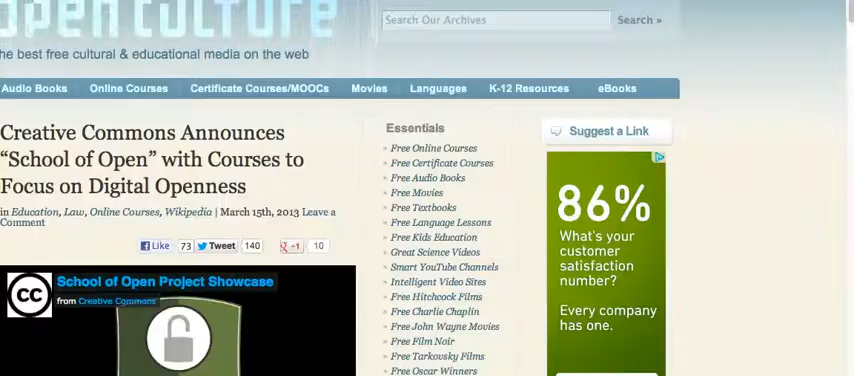 open culture
he best free cultural & educational media on the web
Search Our Archives
Search »
Audio Books Online Courses Certificate Courses/MOOCs Movies Languages K-12 Resources eBooks
Creative Commons Announces
“School of Open” with Courses to
Focus on Digital Openness
in Education, Law, Online Courses, Wikipedia | March 15th, 2013 Leave a
Comment
Like 73 Tweet 140 +1 10
cc
School of Open Project Showcase
from Creative Commons
Essentials
» Free Online Courses
» Free Certificate Courses
» Free Audio Books
» Free Movies
» Free Textbooks
» Free Language Lessons
» Free Kids Education
» Great Science Videos
» Smart YouTube Channels
» Intelligent Video Sites
» Free Hitchcock Films
» Free Charlie Chaplin
» Free John Wayne Movies
» Free Film Noir
» Free Tarkovsky Films
» Free Oscar Winners
Suggest a Link
86%
What's your
customer
satisfaction
number?
Every company
has one.